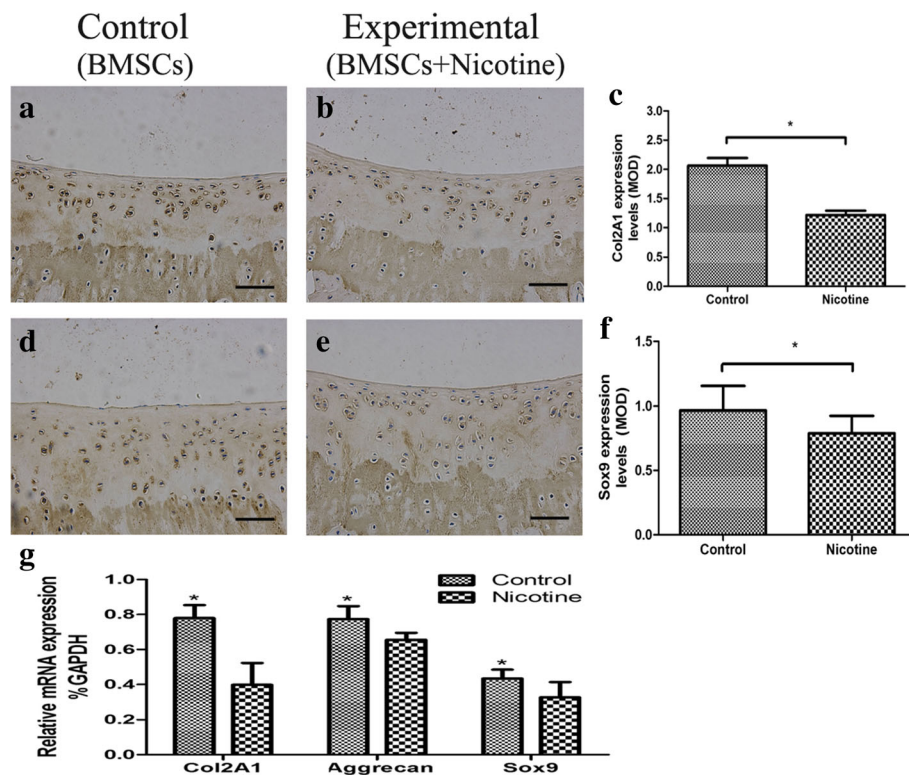 Control
(BMSCs)
Experimental
(BMSCs+Nicotine)
a
b
c
Col2A1 expression
levels (MOD)
2.0
2.5
2.0
1.5
1.0
0.5
0.0
*
Control
Nicotine
d
e
f
Sox9 expression
levels (MOD)
1.5
1.0
0.5
0.0
*
Control
Nicotine
g
Relative mRNA expression
% GAPDH
1.0
0.8
0.6
0.4
0.2
0.0
*
*
*
Control
Nicotine
Col2A1
Aggrecan
Sox9